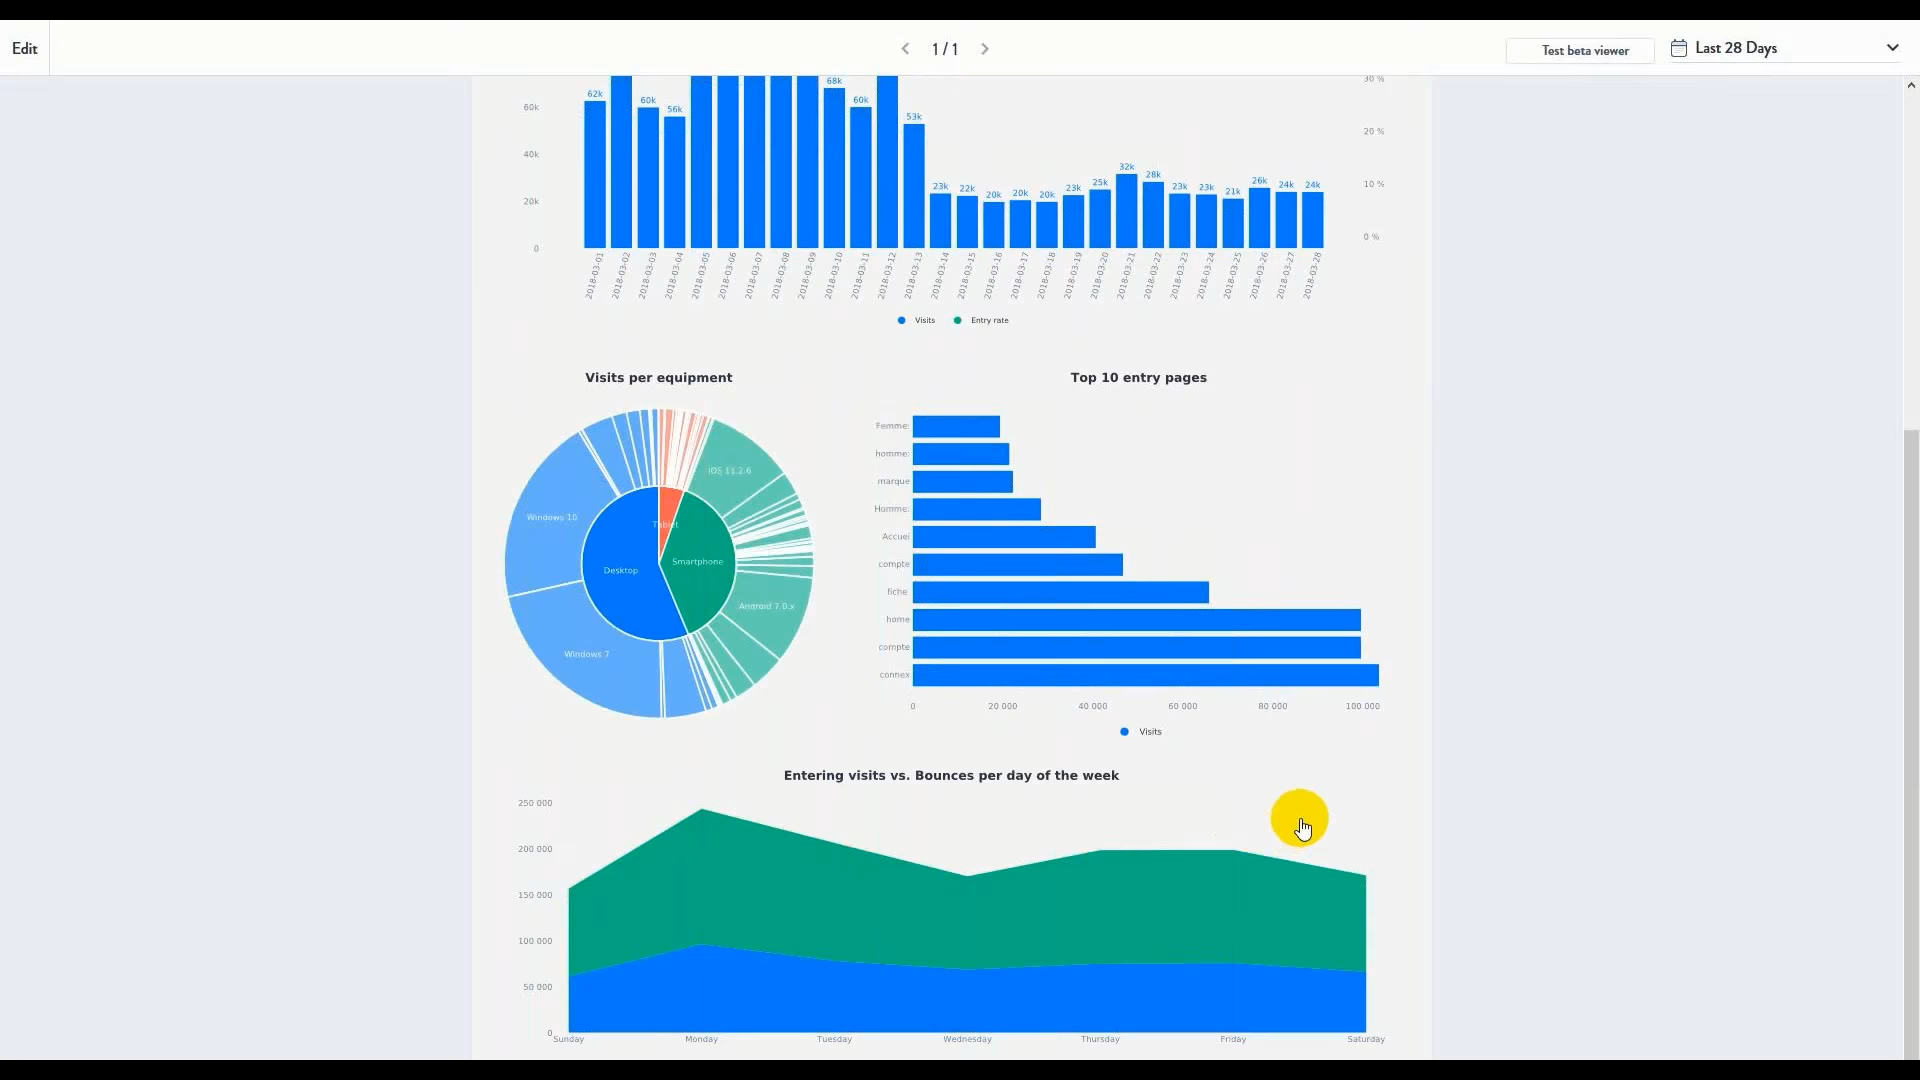 Edit
1 / 1
Test beta viewer
Last 28 Days
30 %
68k
62k
60k
60k
60k
56k
53k
20 %
40k
32k
28k
26k
25k
24k
24k
23k
22k
20k
20k
20k
23k
23k
23k
21k
10 %
20k
0 %
0
2018-03-01
2018-03-02
2018-03-03
2018-03-04
2018-03-05
2018-03-06
2018-03-07
2018-03-08
2018-03-09
2018-03-10
2018-03-11
2018-03-12
2018-03-13
2018-03-14
2018-03-15
2018-03-16
2018-03-17
2018-03-18
2018-03-19
2018-03-20
2018-03-21
2018-03-22
2018-03-23
2018-03-24
2018-03-25
2018-03-26
2018-03-27
2018-03-28
Visits
Entry rate
Visits per equipment
iOS 11.2.6
Windows 10
Tablet
Smartphone
Desktop
Android 7.0.x
Windows 7
Top 10 entry pages
Femme:
homme:
marque
Homme:
Accuei
compte
fiche
home
compte
connex
0
20 000
40 000
60 000
80 000
100 000
Visits
Entering visits vs. Bounces per day of the week
250 000
200 000
150 000
100 000
50 000
0
Sunday
Monday
Tuesday
Wednesday
Thursday
Friday
Saturday